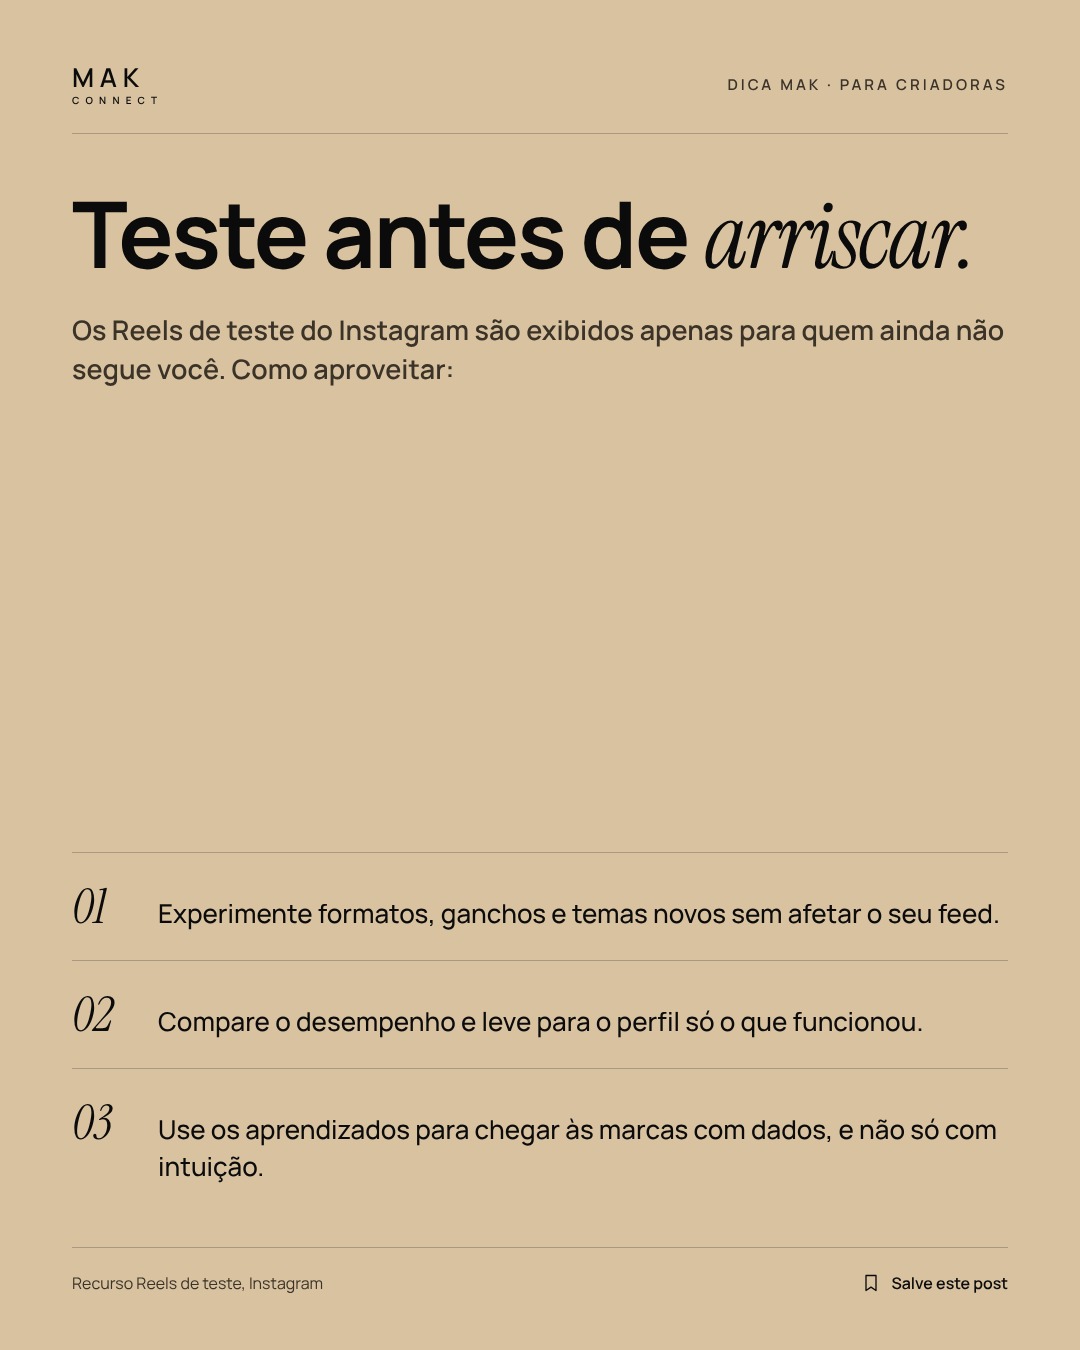 MAK
CONNECT
DICA MAK · PARA CRIADORAS
Teste antes de arriscar.
Os Reels de teste do Instagram são exibidos apenas para quem ainda não
segue você. Como aproveitar:
01 Experimente formatos, ganchos e temas novos sem afetar o seu feed.
02 Compare o desempenho e leve para o perfil só o que funcionou.
03 Use os aprendizados para chegar às marcas com dados, e não só com
intuição.
Recurso Reels de teste, Instagram
Salve este post